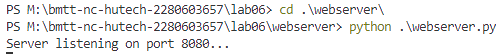 PS M:\bmtt-nc-hutech-2280603657\lab06> cd .\webserver\
PS M:\bmtt-nc-hutech-2280603657\lab06\webserver> python .\webserver.py
Server listening on port 8080...